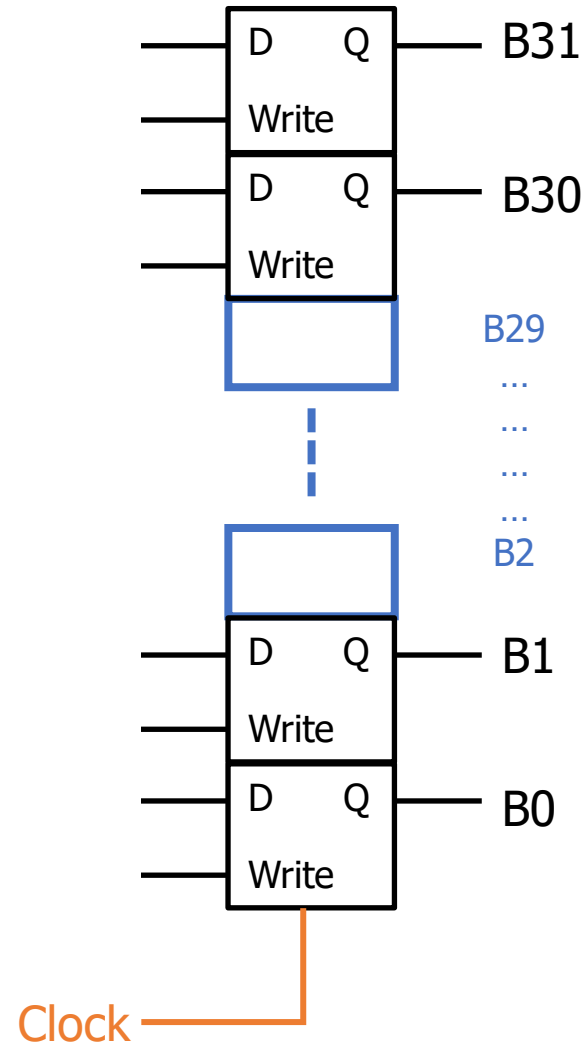 D Q B31
Write
D Q B30
Write
B29
...
...
...
...
B2
D Q B1
Write
D Q B0
Write
Clock